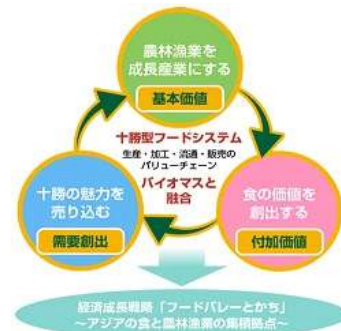 農林漁業を
成長産業にする
基本価値
十勝型フードシステム
生産・加工・流通・販売の
バリューチェーン
バイオマスと
融合
十勝の魅力を
売り込む
需要創出
食の価値を
創出する
付加価値
経済成長戦略「フードバレーとかち」
～アジアの食と農林漁業の集積拠点～